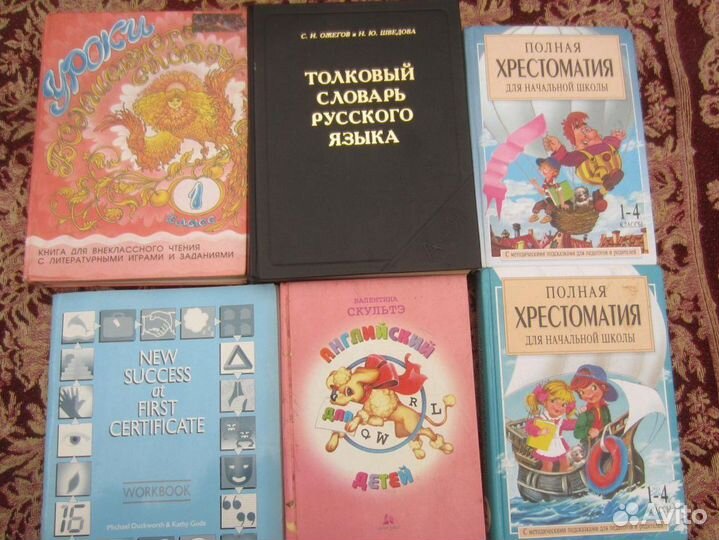 УРОКИ
ВОЛШЕБНОГО
СЛОВА
1
КЛАСС
КНИГА ДЛЯ ВНЕКЛАССНОГО ЧТЕНИЯ
С ЛИТЕРАТУРНЫМИ ИГРАМИ И ЗАДАНИЯМИ
С. И. ОЖЕГОВ и Н. Ю. ШВЕДОВА
ТОЛКОВЫЙ
СЛОВАРЬ
РУССКОГО
ЯЗЫКА
ПОЛНАЯ
ХРЕСТОМАТИЯ
ДЛЯ НАЧАЛЬНОЙ ШКОЛЫ
1-4
КЛАССЫ
С методическими подсказками для педагогов и родителей
NEW
SUCCESS
at
FIRST
CERTIFICATE
WORKBOOK
16
Michael Duckworth & Kathy Gude
ВАЛЕНТИНА
СКУЛЬТЭ
АНГЛИЙСКИЙ
ДЛЯ
Q W R L
ДЕТЕЙ
ПОЛНАЯ
ХРЕСТОМАТИЯ
ДЛЯ НАЧАЛЬНОЙ ШКОЛЫ
1-4
С методическими подсказками для педагогов и родителей
Avito